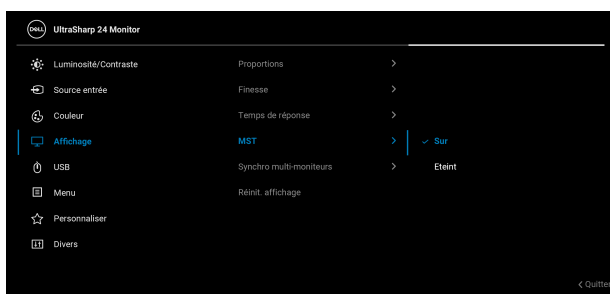 DELL UltraSharp 24 Monitor
Luminosité/Contraste Proportions
Source entrée Finesse
Couleur Temps de réponse
Affichage MST Sur
USB Synchro multi-moniteurs Eteint
Menu Réinit. affichage
Personnaliser
Divers
Quitter